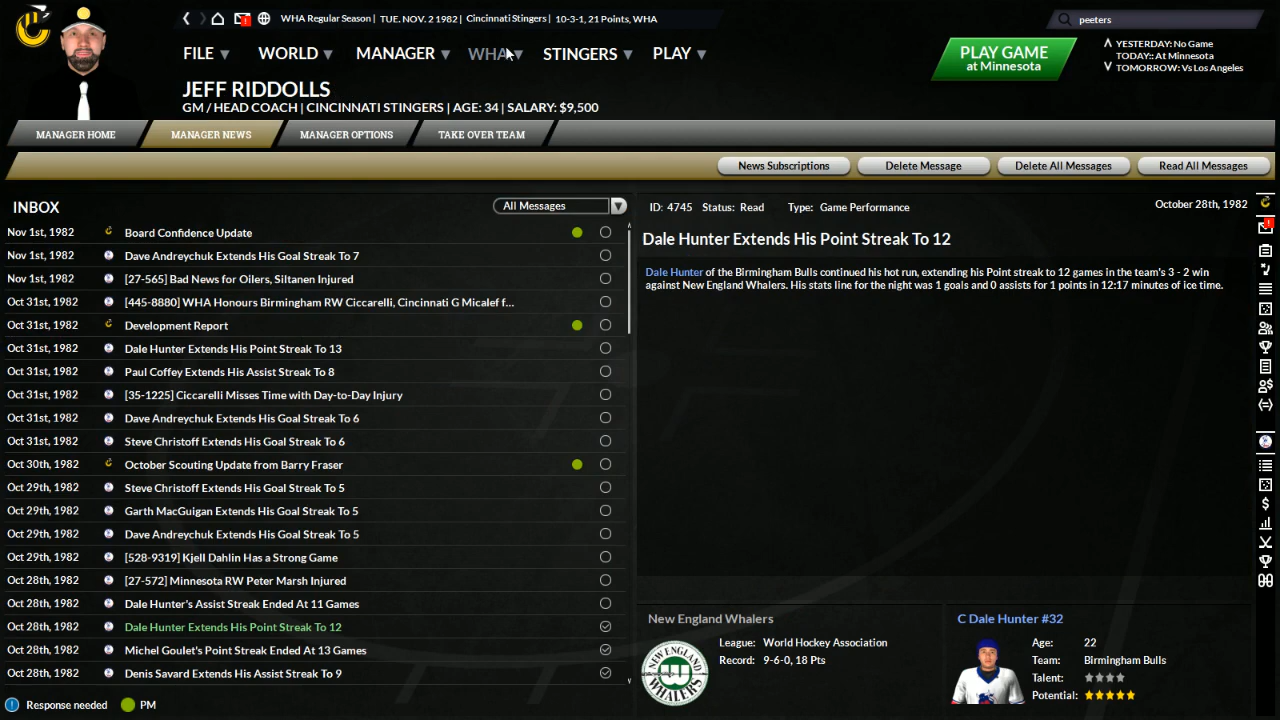 WHA Regular Season | TUE. NOV. 2 1982 | Cincinnati Stingers | 10-3-1, 21 Points, WHA
peeters
FILE WORLD MANAGER WHA STINGERS PLAY
PLAY GAME
at Minnesota
YESTERDAY: No Game
TODAY:: At Minnesota
TOMORROW: Vs Los Angeles
JEFF RIDDOLLS
GM / HEAD COACH | CINCINNATI STINGERS | AGE: 34 | SALARY: $9,500
MANAGER HOME MANAGER NEWS MANAGER OPTIONS TAKE OVER TEAM
News Subscriptions Delete Message Delete All Messages Read All Messages
INBOX All Messages
Nov 1st, 1982 Board Confidence Update
Nov 1st, 1982 Dave Andreychuk Extends His Goal Streak To 7
Nov 1st, 1982 [27-565] Bad News for Oilers, Siltanen Injured
Oct 31st, 1982 [445-8880] WHA Honours Birmingham RW Ciccarelli, Cincinnati G Micalef f...
Oct 31st, 1982 Development Report
Oct 31st, 1982 Dale Hunter Extends His Point Streak To 13
Oct 31st, 1982 Paul Coffey Extends His Assist Streak To 8
Oct 31st, 1982 [35-1225] Ciccarelli Misses Time with Day-to-Day Injury
Oct 31st, 1982 Dave Andreychuk Extends His Goal Streak To 6
Oct 31st, 1982 Steve Christoff Extends His Goal Streak To 6
Oct 30th, 1982 October Scouting Update from Barry Fraser
Oct 29th, 1982 Steve Christoff Extends His Goal Streak To 5
Oct 29th, 1982 Garth MacGuigan Extends His Goal Streak To 5
Oct 29th, 1982 Dave Andreychuk Extends His Goal Streak To 5
Oct 29th, 1982 [528-9319] Kjell Dahlin Has a Strong Game
Oct 28th, 1982 [27-572] Minnesota RW Peter Marsh Injured
Oct 28th, 1982 Dale Hunter's Assist Streak Ended At 11 Games
Oct 28th, 1982 Dale Hunter Extends His Point Streak To 12
Oct 28th, 1982 Michel Goulet's Point Streak Ended At 13 Games
Oct 28th, 1982 Denis Savard Extends His Assist Streak To 9
Response needed PM
ID: 4745 Status: Read Type: Game Performance October 28th, 1982
Dale Hunter Extends His Point Streak To 12
Dale Hunter of the Birmingham Bulls continued his hot run, extending his Point streak to 12 games in the team's 3 - 2 win
against New England Whalers. His stats line for the night was 1 goals and 0 assists for 1 points in 12:17 minutes of ice time.
New England Whalers
NEW ENGLAND
WHALERS
League: World Hockey Association
Record: 9-6-0, 18 Pts
C Dale Hunter #32
Age: 22
Team: Birmingham Bulls
Talent:
Potential: